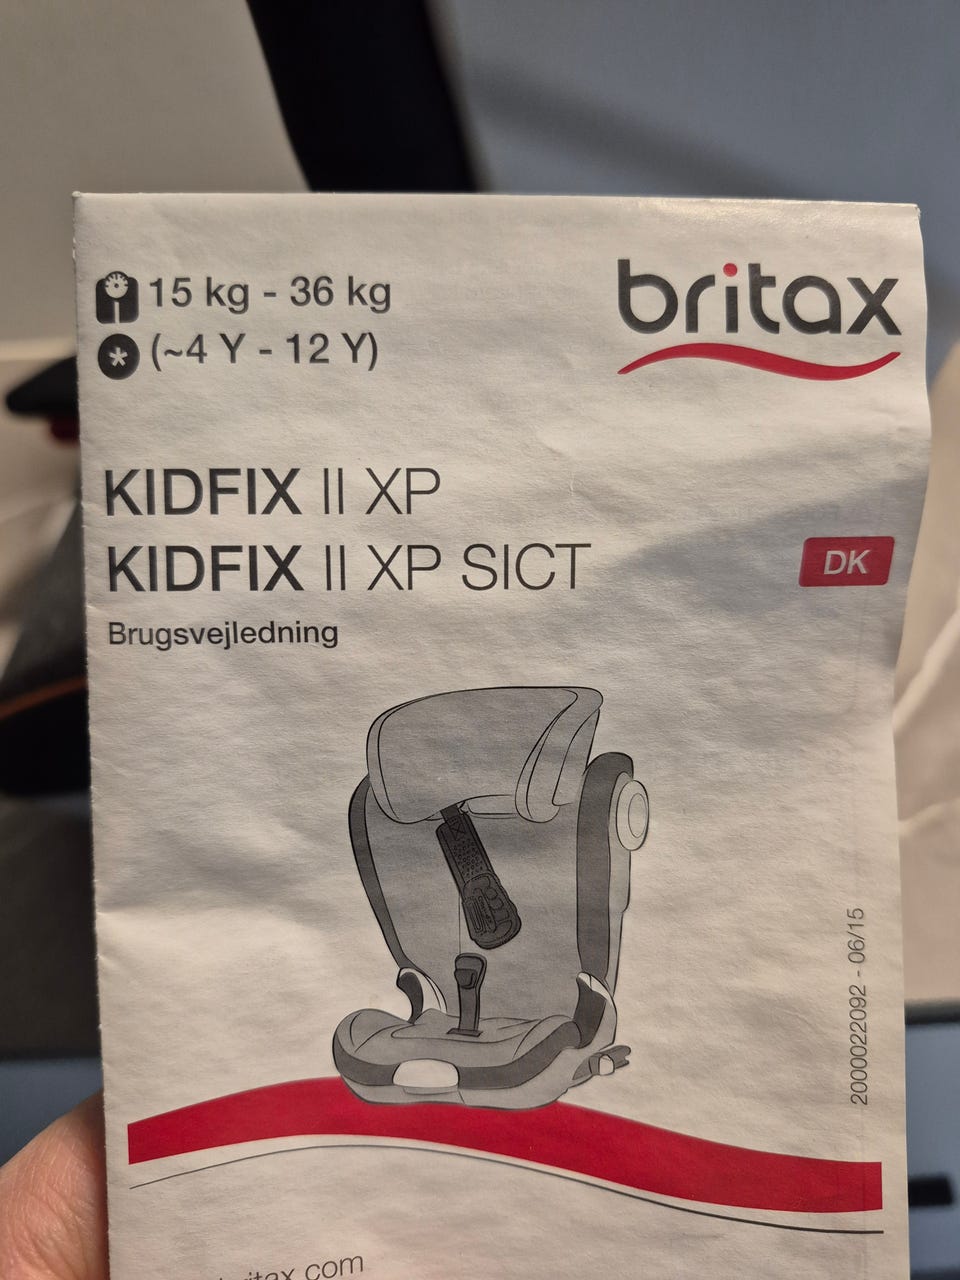 15 kg - 36 kg
(~4 Y - 12 Y)
britax
KIDFIX II XP
KIDFIX II XP SICT
DK
Brugsvejledning
2000022092 - 06/15